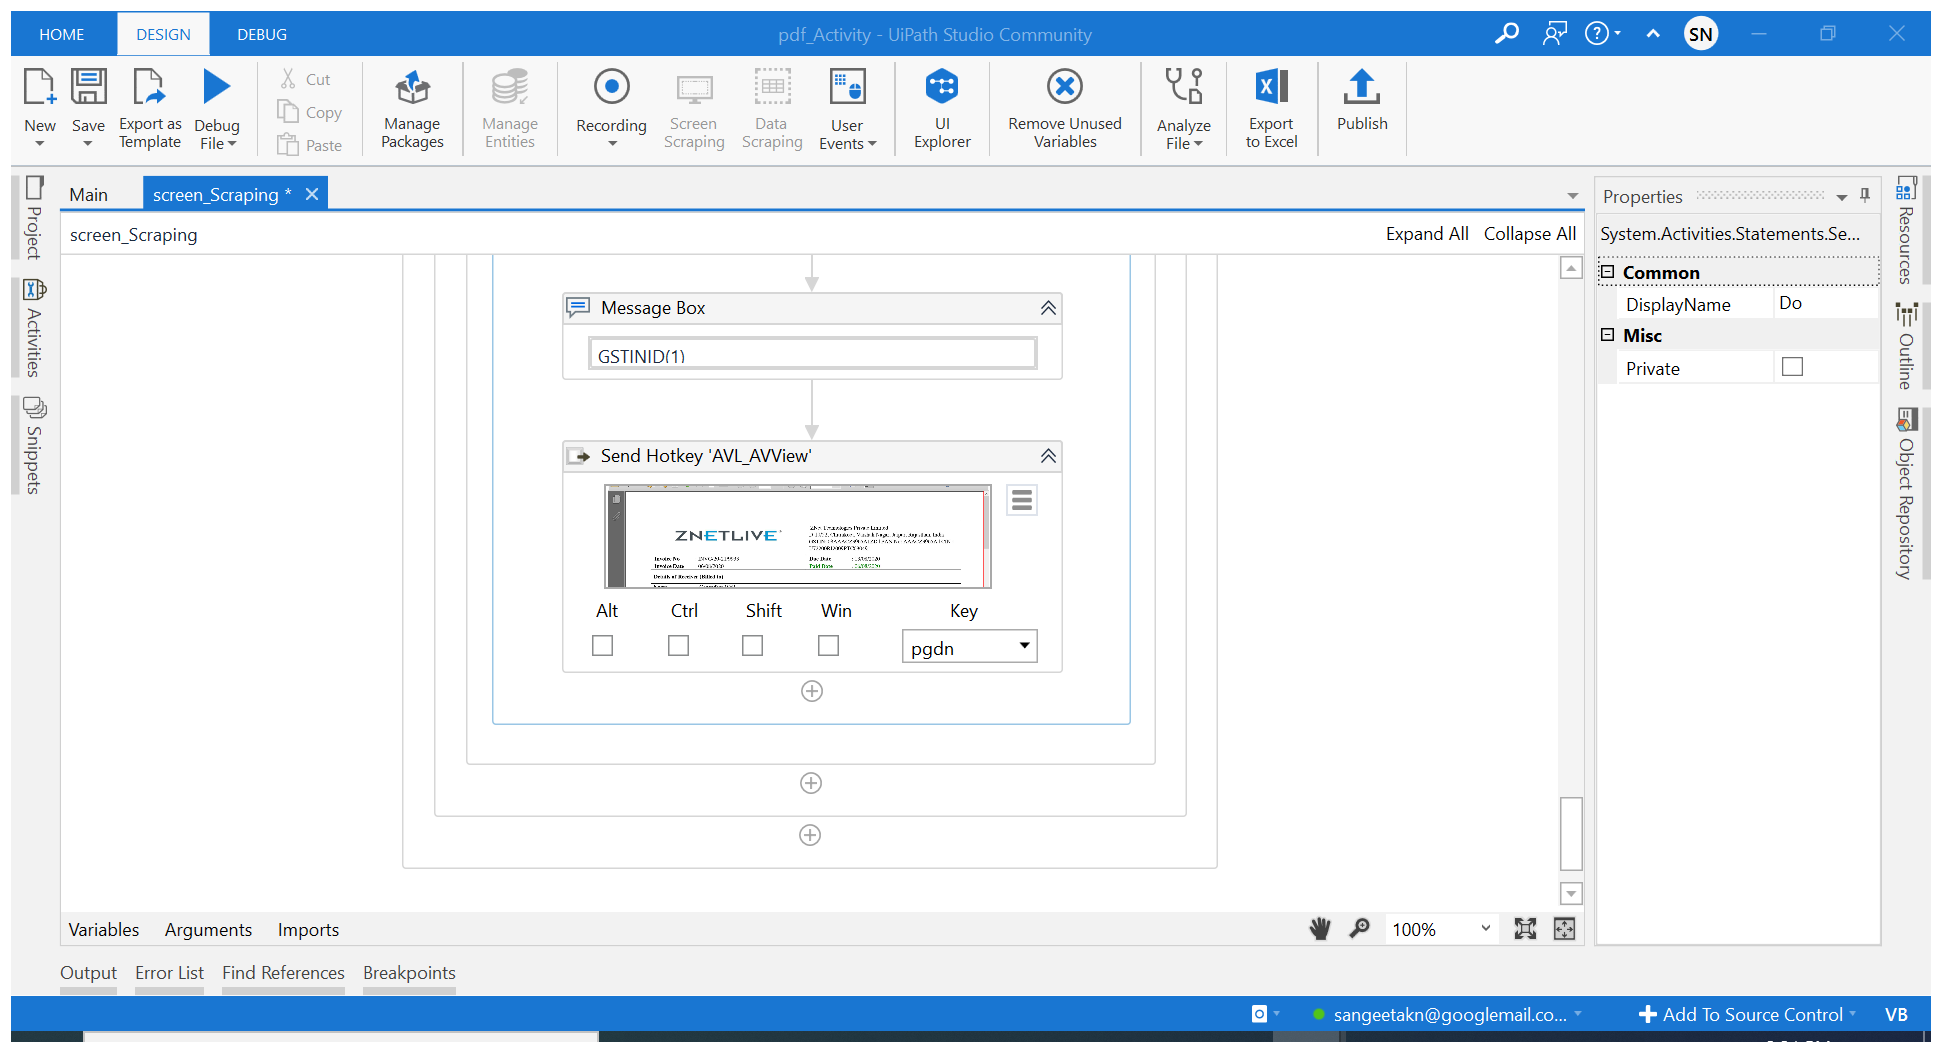 HOME DESIGN DEBUG pdf_Activity - UiPath Studio Community SN
New Save Export as Template Debug File Cut Copy Paste Manage Packages Manage Entities Recording Screen Scraping Data Scraping User Events UI Explorer Remove Unused Variables Analyze File Export to Excel Publish
Main screen_Scraping *
screen_Scraping Expand All Collapse All
Project
Activities
Snippets
Message Box
GSTINID(1)
Send Hotkey 'AVL_AVView'
ZNETLIVE
Alt Ctrl Shift Win Key
pgdn
Properties
System.Activities.Statements.Se...
Common
DisplayName Do
Misc
Private
Resources
Outline
Object Repository
Variables Arguments Imports 100%
Output Error List Find References Breakpoints
sangeetakn@googlemail.co... Add To Source Control VB